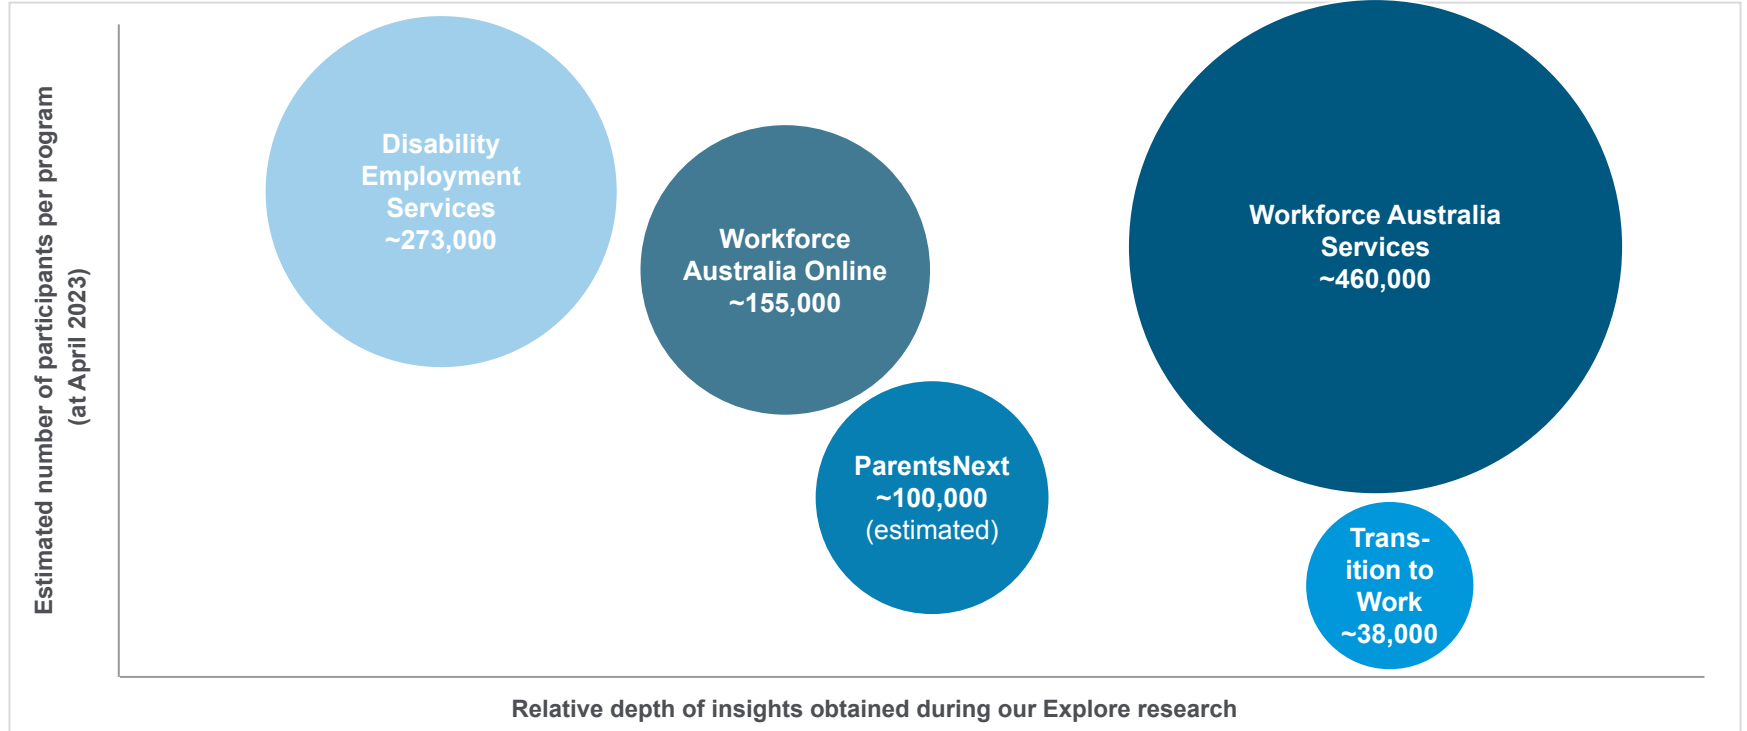 Estimated number of participants per program
(at April 2023)
Disability
Employment
Services
~273,000
Workforce
Australia Online
~155,000
ParentsNext
~100,000
(estimated)
Workforce Australia
Services
~460,000
Trans-
ition to
Work
~38,000
Relative depth of insights obtained during our Explore research